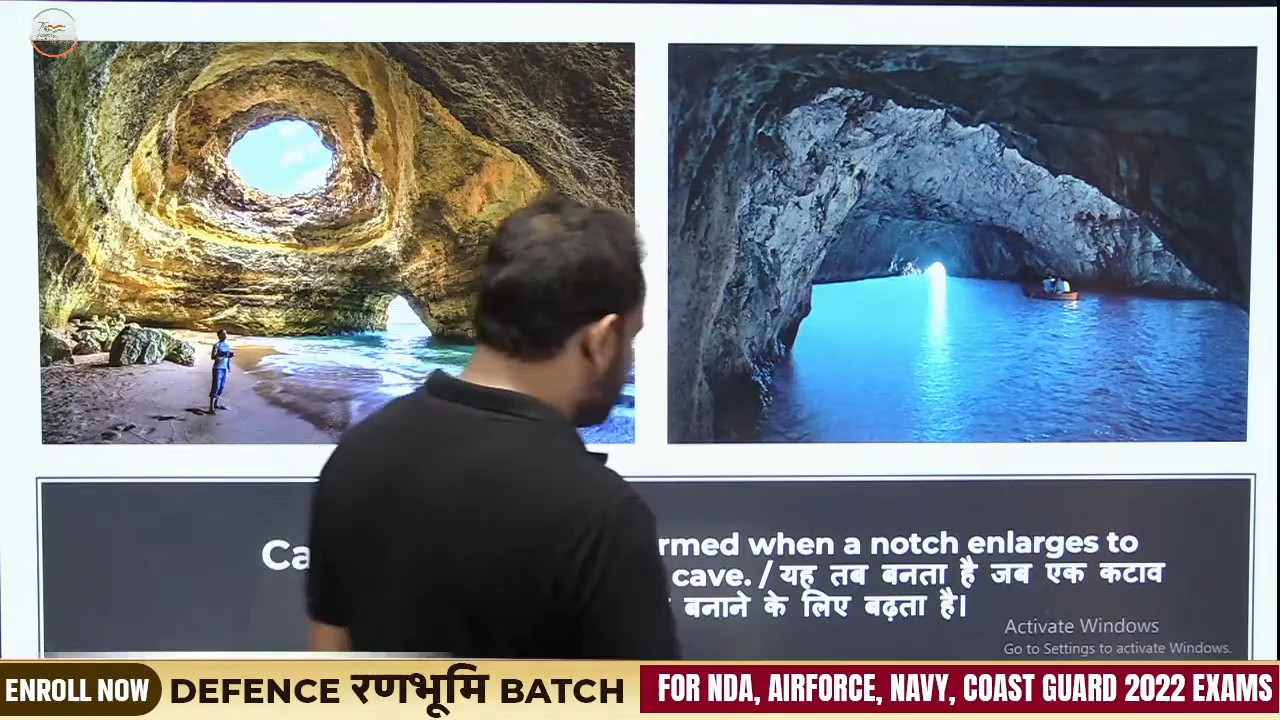 Ca
rmed when a notch enlarges to
cave. / यह तब बनता है जब एक कटाव
बनाने के लिए बढ़ता है।
Activate Windows
Go to Settings to activate Windows.
ENROLL NOW DEFENCE रणभूमि BATCH FOR NDA, AIRFORCE, NAVY, COAST GUARD 2022 EXAMS